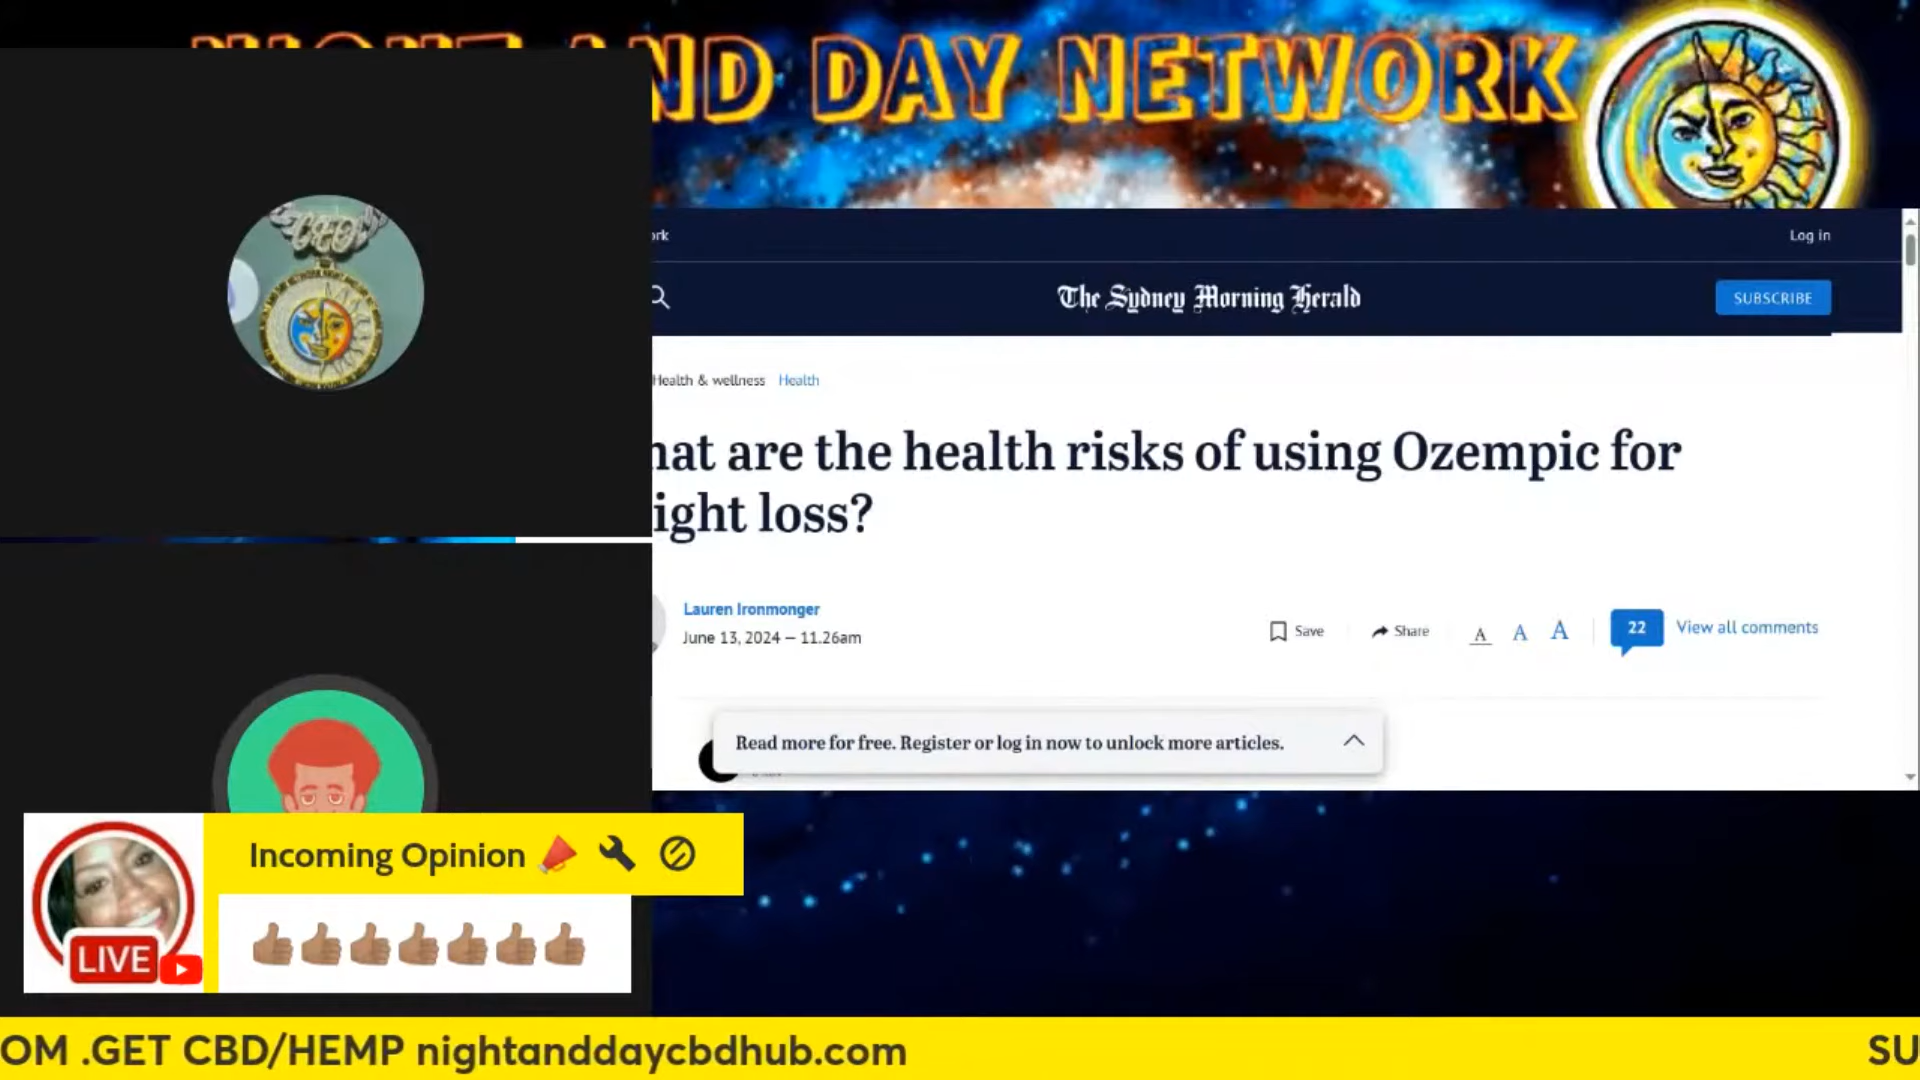 AND DAY NETWORK
CEO
ork
Log in
The Sydney Morning Herald
SUBSCRIBE
Health & wellness Health
hat are the health risks of using Ozempic for
ight loss?
Lauren Ironmonger
June 13, 2024 – 11.26am
Save
Share
A A A
22
View all comments
Read more for free. Register or log in now to unlock more articles.
Incoming Opinion
LIVE
OM .GET CBD/HEMP nightanddaycbdhub.com
SU